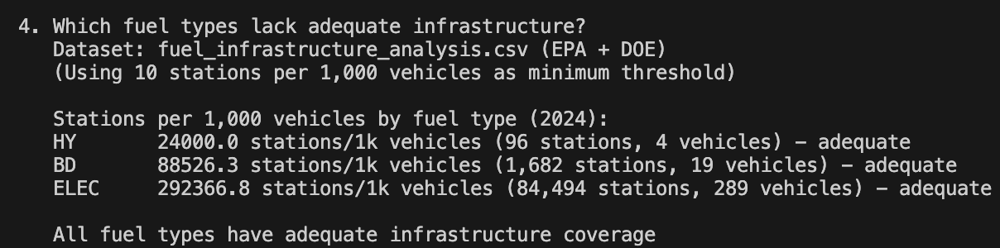 4. Which fuel types lack adequate infrastructure?
Dataset: fuel_infrastructure_analysis.csv (EPA + DOE)
(Using 10 stations per 1,000 vehicles as minimum threshold)
Stations per 1,000 vehicles by fuel type (2024):
HY 24000.0 stations/1k vehicles (96 stations, 4 vehicles) – adequate
BD 88526.3 stations/1k vehicles (1,682 stations, 19 vehicles) – adequate
ELEC 292366.8 stations/1k vehicles (84,494 stations, 289 vehicles) – adequate
All fuel types have adequate infrastructure coverage